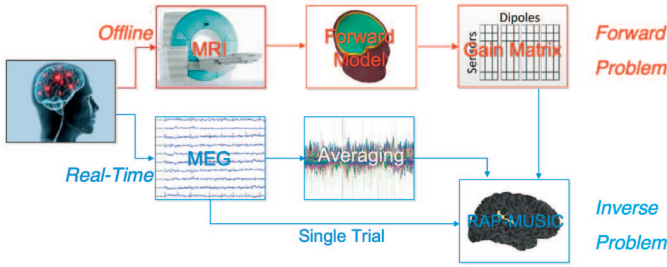 Offline
MRI
Forward
Model
Dipoles
Sensors
Gain Matrix
Forward
Problem
Real-Time
MEG
Averaging
Single Trial
RAP-MUSIC
Inverse
Problem